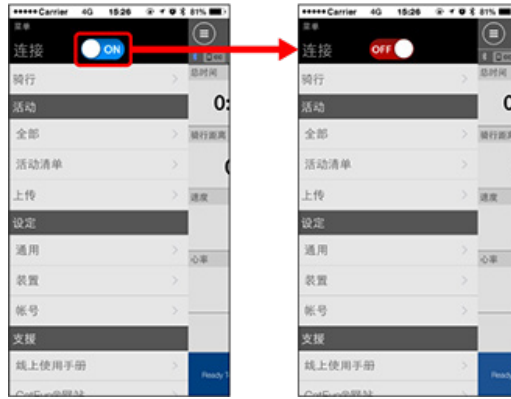 ●●●●● Carrier 4G 15:26 81%
菜单
连接 ON
骑行
活动
全部
活动清单
上传
设定
通用
装置
帐号
支援
线上使用手册
总时间
0:
骑行距离
速度
心率
Ready T
●●●●● Carrier 4G 15:26 81%
菜单
连接 OFF
骑行
活动
全部
活动清单
上传
设定
通用
装置
帐号
支援
线上使用手册
总时间
骑行距离
速度
心率
Ready